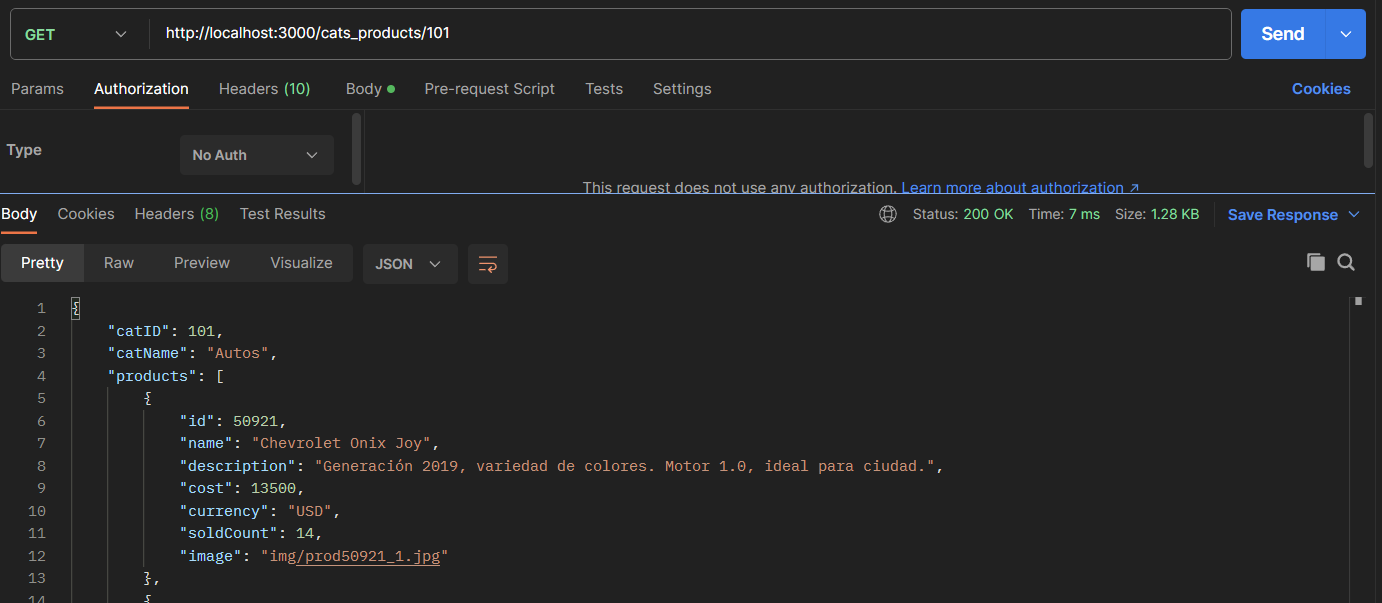 GET http://localhost:3000/cats_products/101 Send
Params Authorization Headers (10) Body Pre-request Script Tests Settings Cookies
Type No Auth
This request does not use any authorization. Learn more about authorization ↗
Body Cookies Headers (8) Test Results Status: 200 OK Time: 7 ms Size: 1.28 KB Save Response
Pretty Raw Preview Visualize JSON
1 {
2 "catID": 101,
3 "catName": "Autos",
4 "products": [
5 {
6 "id": 50921,
7 "name": "Chevrolet Onix Joy",
8 "description": "Generación 2019, variedad de colores. Motor 1.0, ideal para ciudad.",
9 "cost": 13500,
10 "currency": "USD",
11 "soldCount": 14,
12 "image": "img/prod50921_1.jpg"
13 },
14 {